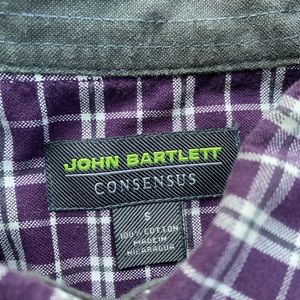 JOHN BARTLETT
CONSENSUS
S
100% COTTON
MADE IN
NICARAGUA